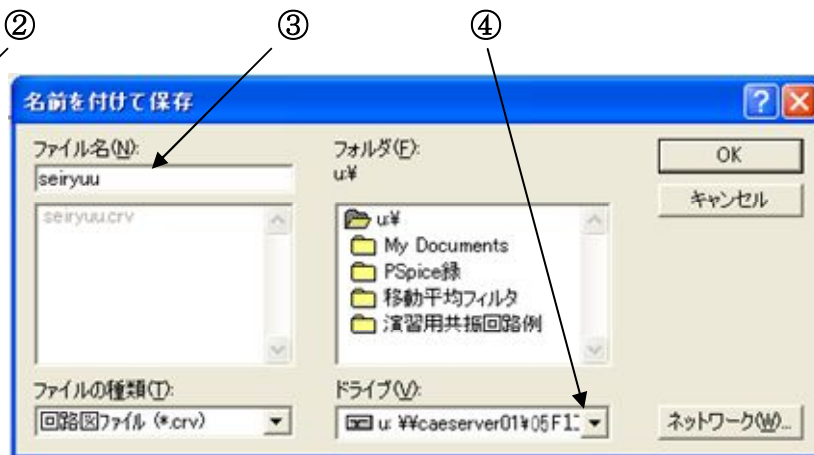 ② ③ ④
名前を付けて保存
ファイル名(N):
seiryuu
seiryuu.crv
ファイルの種類(T):
回路図ファイル (*.crv)
フォルダ(F):
u:¥
u:¥
My Documents
PSpice録
移動平均フィルタ
演習用共振回路例
ドライブ(V):
u: ¥¥caeserver01¥05F1
OK
キャンセル
ネットワーク(W)...